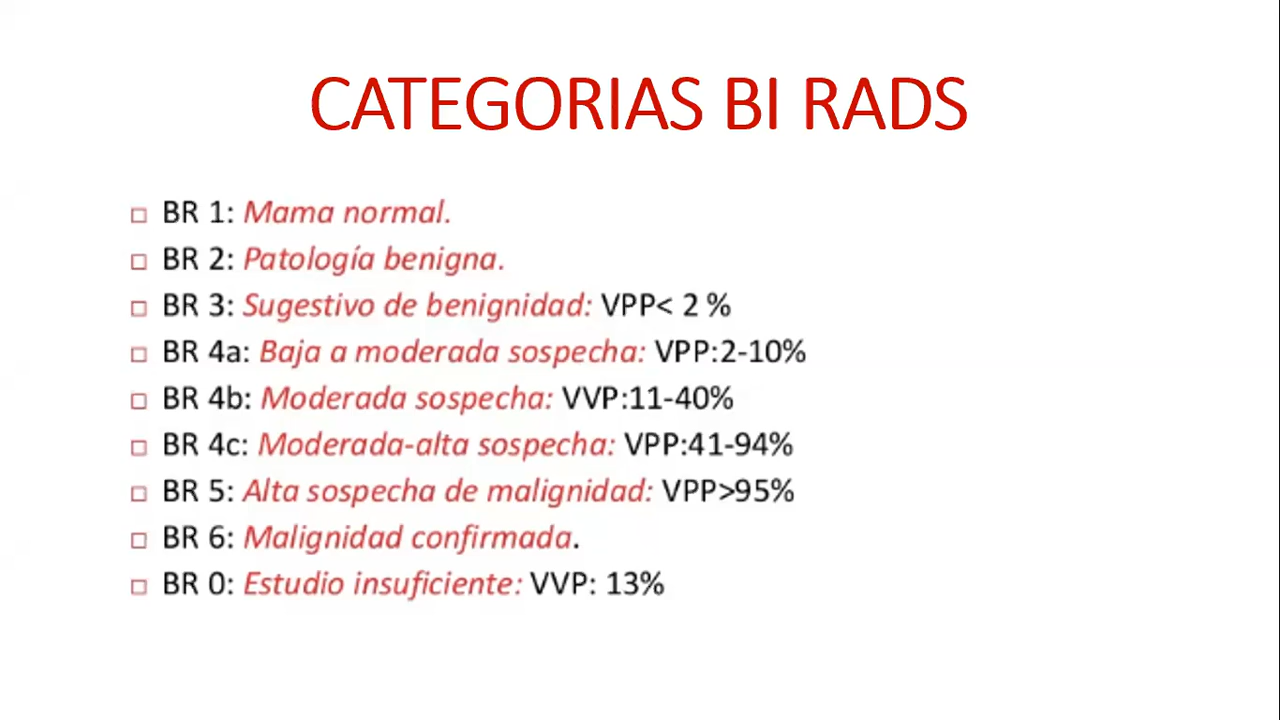 CATEGORIAS BI RADS
BR 1: Mama normal.
BR 2: Patología benigna.
BR 3: Sugestivo de benignidad: VPP< 2 %
BR 4a: Baja a moderada sospecha: VPP:2-10%
BR 4b: Moderada sospecha: VVP:11-40%
BR 4c: Moderada-alta sospecha: VPP:41-94%
BR 5: Alta sospecha de malignidad: VPP>95%
BR 6: Malignidad confirmada.
BR 0: Estudio insuficiente: VVP: 13%